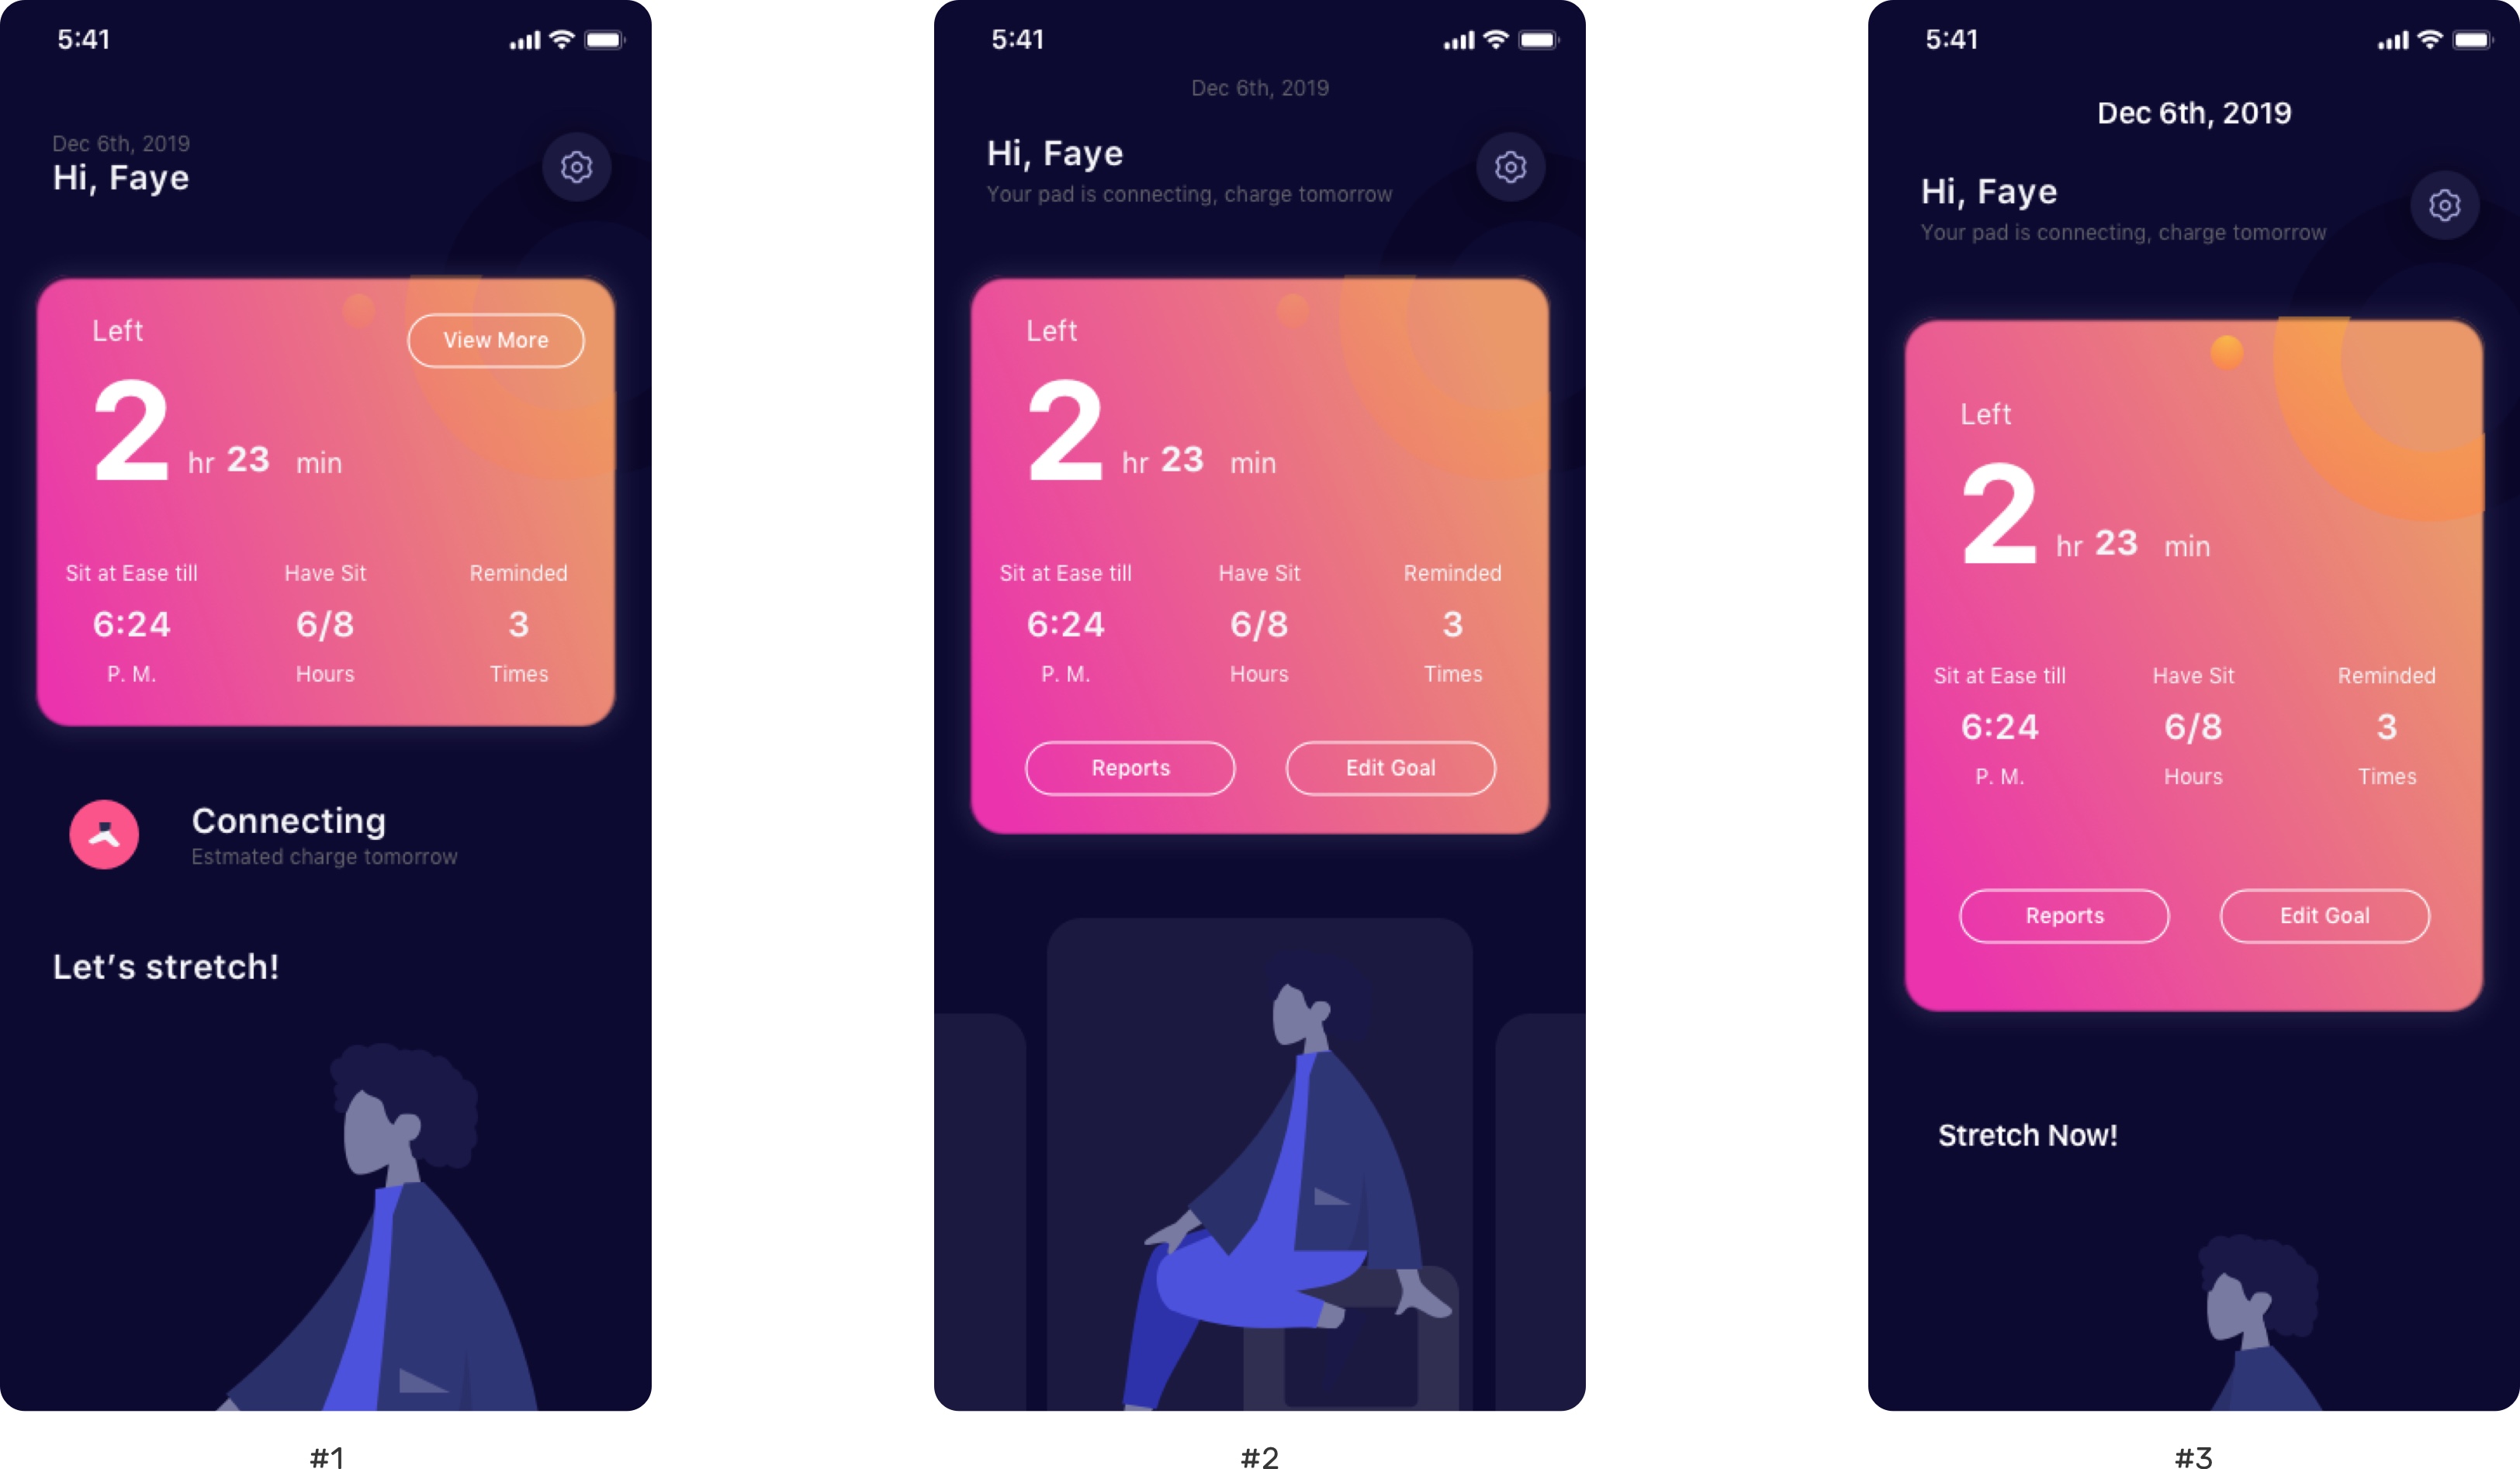 5:41
Dec 6th, 2019
Hi, Faye
Left
View More
2 hr 23 min
Sit at Ease till Have Sit Reminded
6:24 6/8 3
P. M. Hours Times
Connecting
Estmated charge tomorrow
Let’s stretch!
#1
5:41
Dec 6th, 2019
Hi, Faye
Your pad is connecting, charge tomorrow
Left
2 hr 23 min
Sit at Ease till Have Sit Reminded
6:24 6/8 3
P. M. Hours Times
Reports Edit Goal
#2
5:41
Dec 6th, 2019
Hi, Faye
Your pad is connecting, charge tomorrow
Left
2 hr 23 min
Sit at Ease till Have Sit Reminded
6:24 6/8 3
P. M. Hours Times
Reports Edit Goal
Stretch Now!
#3